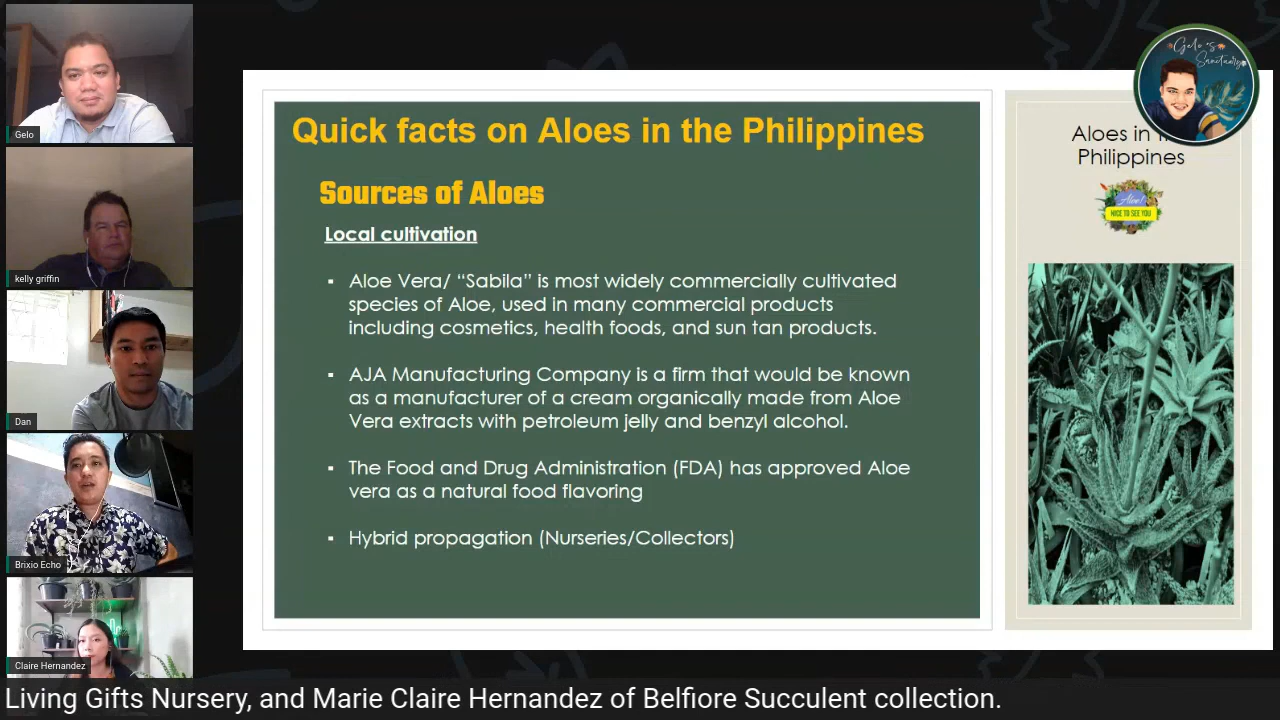 Gelo
kelly griffin
Dan
Brixio Echo
Claire Hernandez
Quick facts on Aloes in the Philippines
Sources of Aloes
Local cultivation
▪ Aloe Vera/ “Sabila” is most widely commercially cultivated
species of Aloe, used in many commercial products
including cosmetics, health foods, and sun tan products.
▪ AJA Manufacturing Company is a firm that would be known
as a manufacturer of a cream organically made from Aloe
Vera extracts with petroleum jelly and benzyl alcohol.
▪ The Food and Drug Administration (FDA) has approved Aloe
vera as a natural food flavoring
▪ Hybrid propagation (Nurseries/Collectors)
Gelo's
Sanctuary
Aloes in
Philippines
NICE TO SEE YOU
Living Gifts Nursery, and Marie Claire Hernandez of Belfiore Succulent collection.